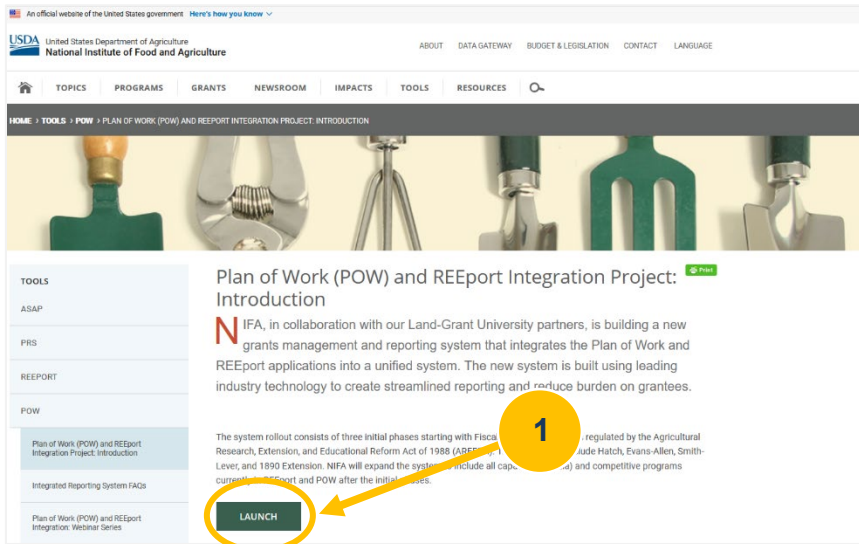 An official website of the United States government Here's how you know
USDA United States Department of Agriculture
National Institute of Food and Agriculture
ABOUT DATA GATEWAY BUDGET & LEGISLATION CONTACT LANGUAGE
TOPICS PROGRAMS GRANTS NEWSROOM IMPACTS TOOLS RESOURCES
HOME > TOOLS > POW > PLAN OF WORK (POW) AND REEPORT INTEGRATION PROJECT: INTRODUCTION
TOOLS
ASAP
PRS
REEPORT
POW
Plan of Work (POW) and REEport
Integration Project: Introduction
Integrated Reporting System FAQs
Plan of Work (POW) and REEport
Integration: Webinar Series
Plan of Work (POW) and REEport Integration Project:
Introduction
Print
NIFA, in collaboration with our Land-Grant University partners, is building a new
grants management and reporting system that integrates the Plan of Work and
REEport applications into a unified system. The new system is built using leading
industry technology to create streamlined reporting and reduce burden on grantees.
The system rollout consists of three initial phases starting with Fiscal regulated by the Agricultural
Research, Extension, and Educational Reform Act of 1988 Hatch, Evans-Allen, Smith-
Lever, and 1890 Extension. NIFA will expand the system include all and competitive programs
currently REEport and POW after the initial
1
LAUNCH